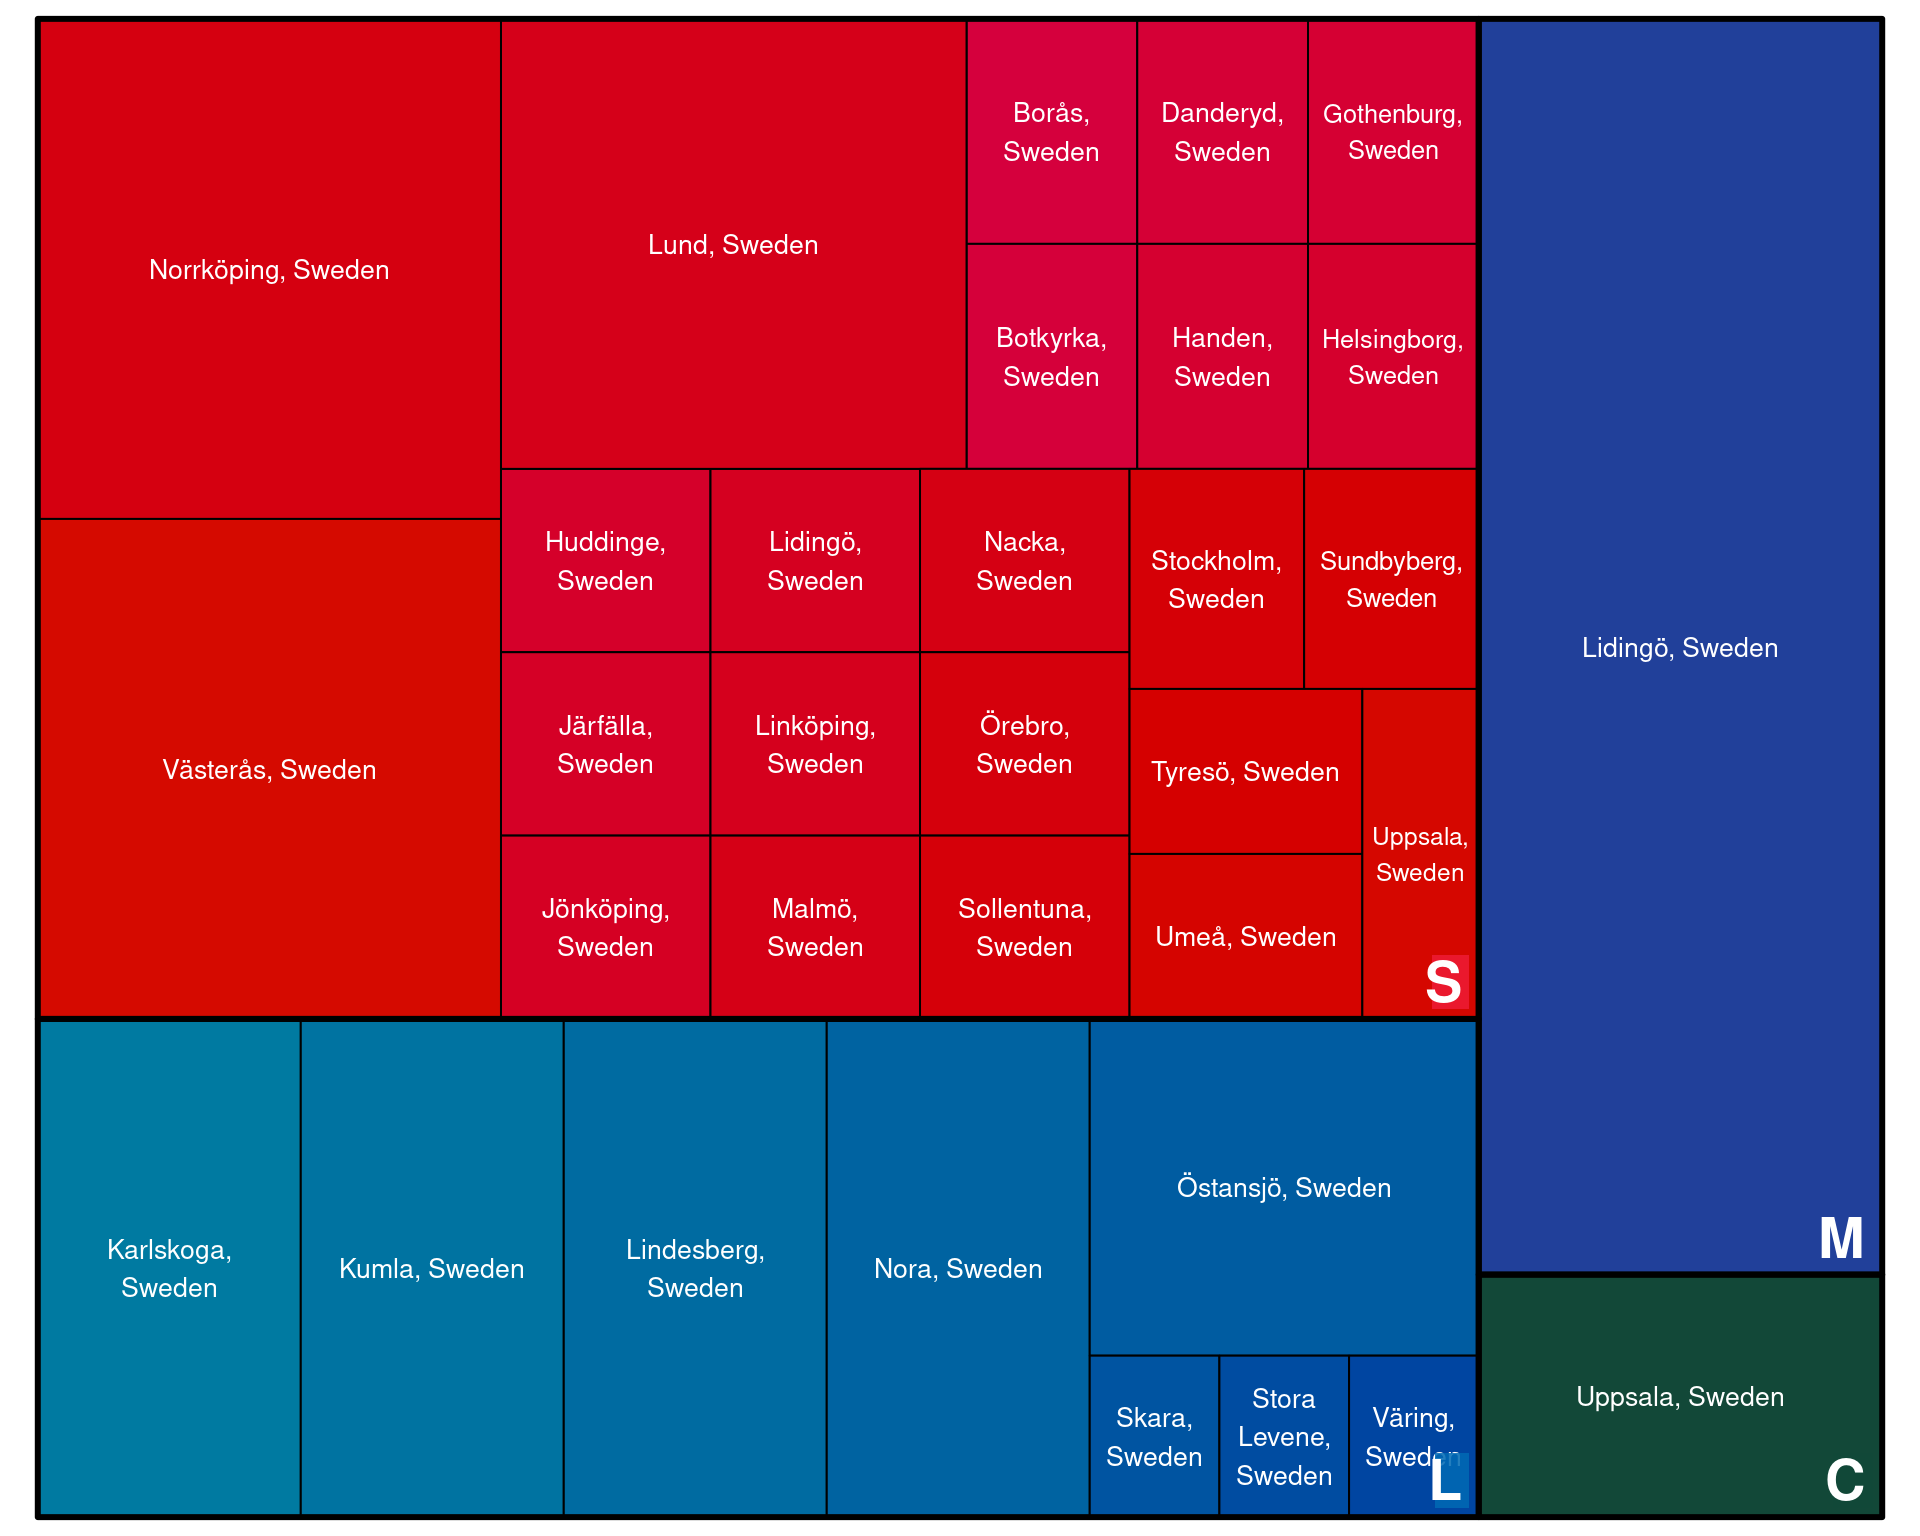 Norrköping, Sweden
Västerås, Sweden
Lund, Sweden
Borås,
Sweden
Danderyd,
Sweden
Gothenburg,
Sweden
Botkyrka,
Sweden
Handen,
Sweden
Helsingborg,
Sweden
Huddinge,
Sweden
Lidingö,
Sweden
Nacka,
Sweden
Järfälla,
Sweden
Linköping,
Sweden
Örebro,
Sweden
Jönköping,
Sweden
Malmö,
Sweden
Sollentuna,
Sweden
Stockholm,
Sweden
Sundbyberg,
Sweden
Tyresö, Sweden
Umeå, Sweden
Uppsala,
Sweden
S
Karlskoga,
Sweden
Kumla, Sweden
Lindesberg,
Sweden
Nora, Sweden
Östansjö, Sweden
Skara,
Sweden
Stora
Levene,
Sweden
Väring,
Sweden
L
Lidingö, Sweden
M
Uppsala, Sweden
C